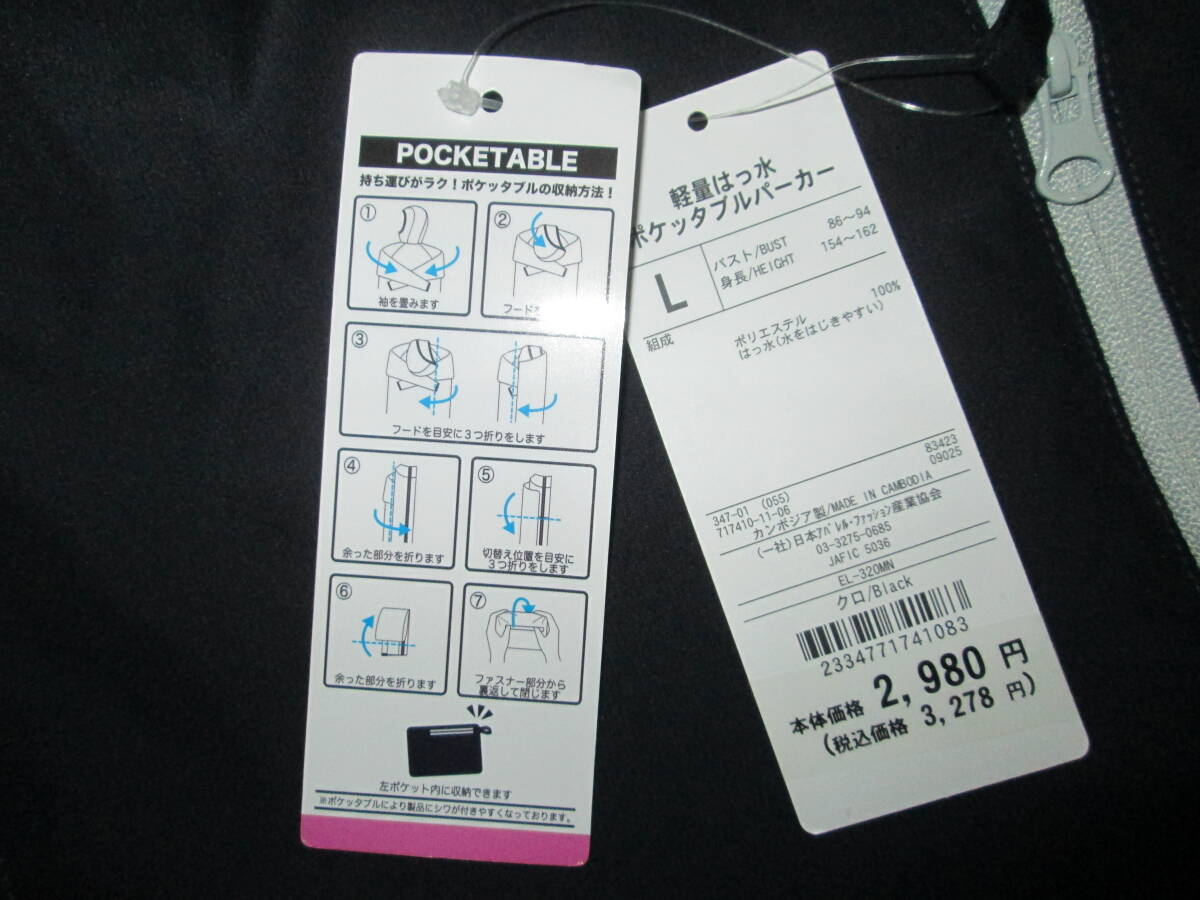 POCKETABLE
持ち運びがラク！ポケッタブルの収納方法！
①
袖を畳みます
②
フード
③
フードを目安に３つ折りをします
④
余った部分を折ります
⑤
切替え位置を目安に
３つ折りをします
⑥
余った部分を折ります
⑦
ファスナー部分から
裏返して閉じます
左ポケット内に収納できます
※ポケッタブルにより製品にシワが付きやすくなっております。
軽量はっ水
ポケッタブルパーカー
L
バスト/BUST 86～94
身長/HEIGHT 154～162
組成
ポリエステル 100%
はっ水(水をはじきやすい)
347-01 (055) 83423
717410-11-06 09025
カンボジア製/MADE IN CAMBODIA
(一社)日本ｱﾊﾟﾚﾙ･ﾌｧｯｼｮﾝ産業協会
03-3275-0685
JAFIC 5036
EL-320MN
クロ/Black
2334771741083
本体価格 2,980 円
(税込価格 3,278 円)